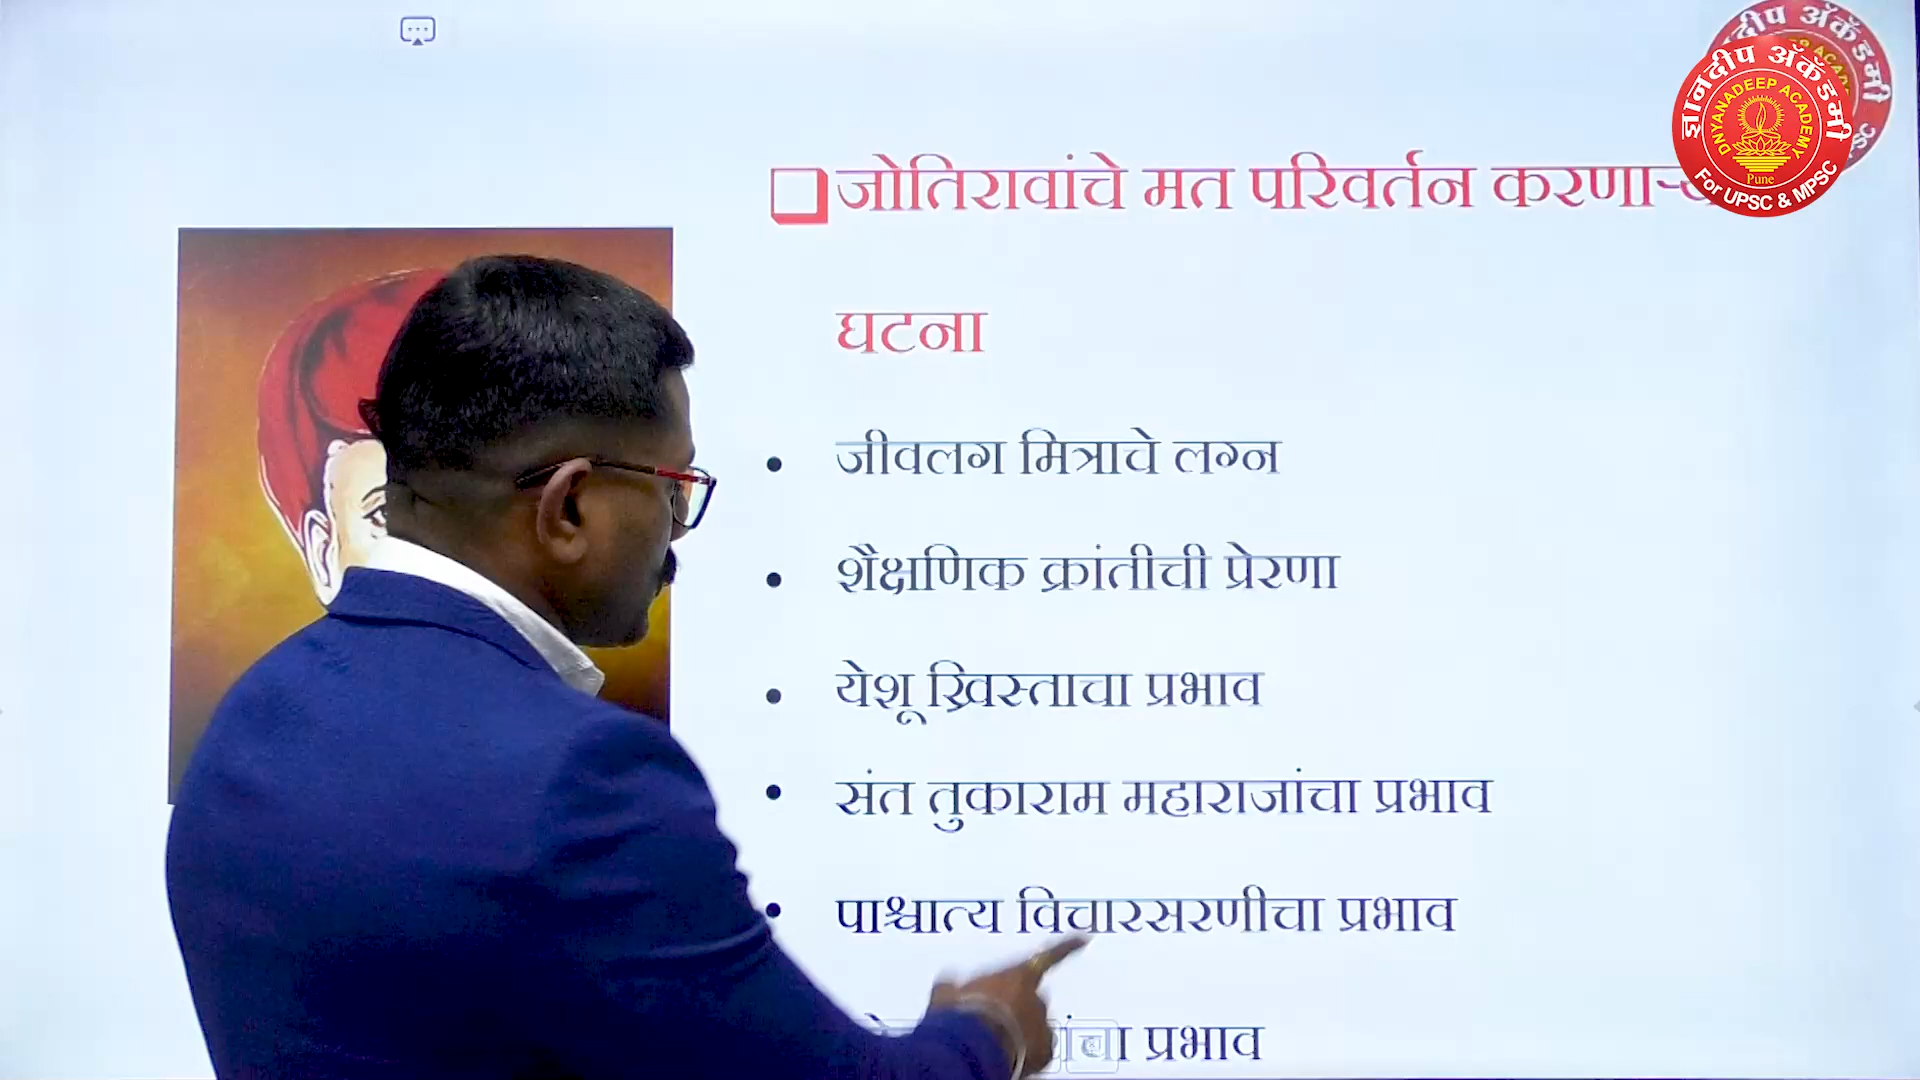 ज्ञानदीप अ‍ॅकॅडमी
DNYANADEEP ACADEMY
Pune
For UPSC & MPSC
जोतिरावांचे मत परिवर्तन
घटना
जीवलग मित्राचे लग्न
शैक्षणिक क्रांतीची प्रेरणा
येशू ख्रिस्ताचा प्रभाव
संत तुकाराम महाराजांचा प्रभाव
पाश्चात्य विचारसरणीचा प्रभाव
प्रभाव